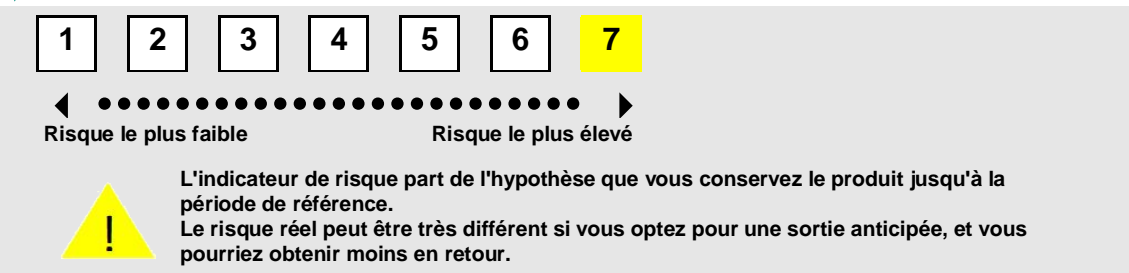 1 2 3 4 5 6 7
Risque le plus faible Risque le plus élevé
L'indicateur de risque part de l'hypothèse que vous conservez le produit jusqu'à la
période de référence.
Le risque réel peut être très différent si vous optez pour une sortie anticipée, et vous
pourriez obtenir moins en retour.
!